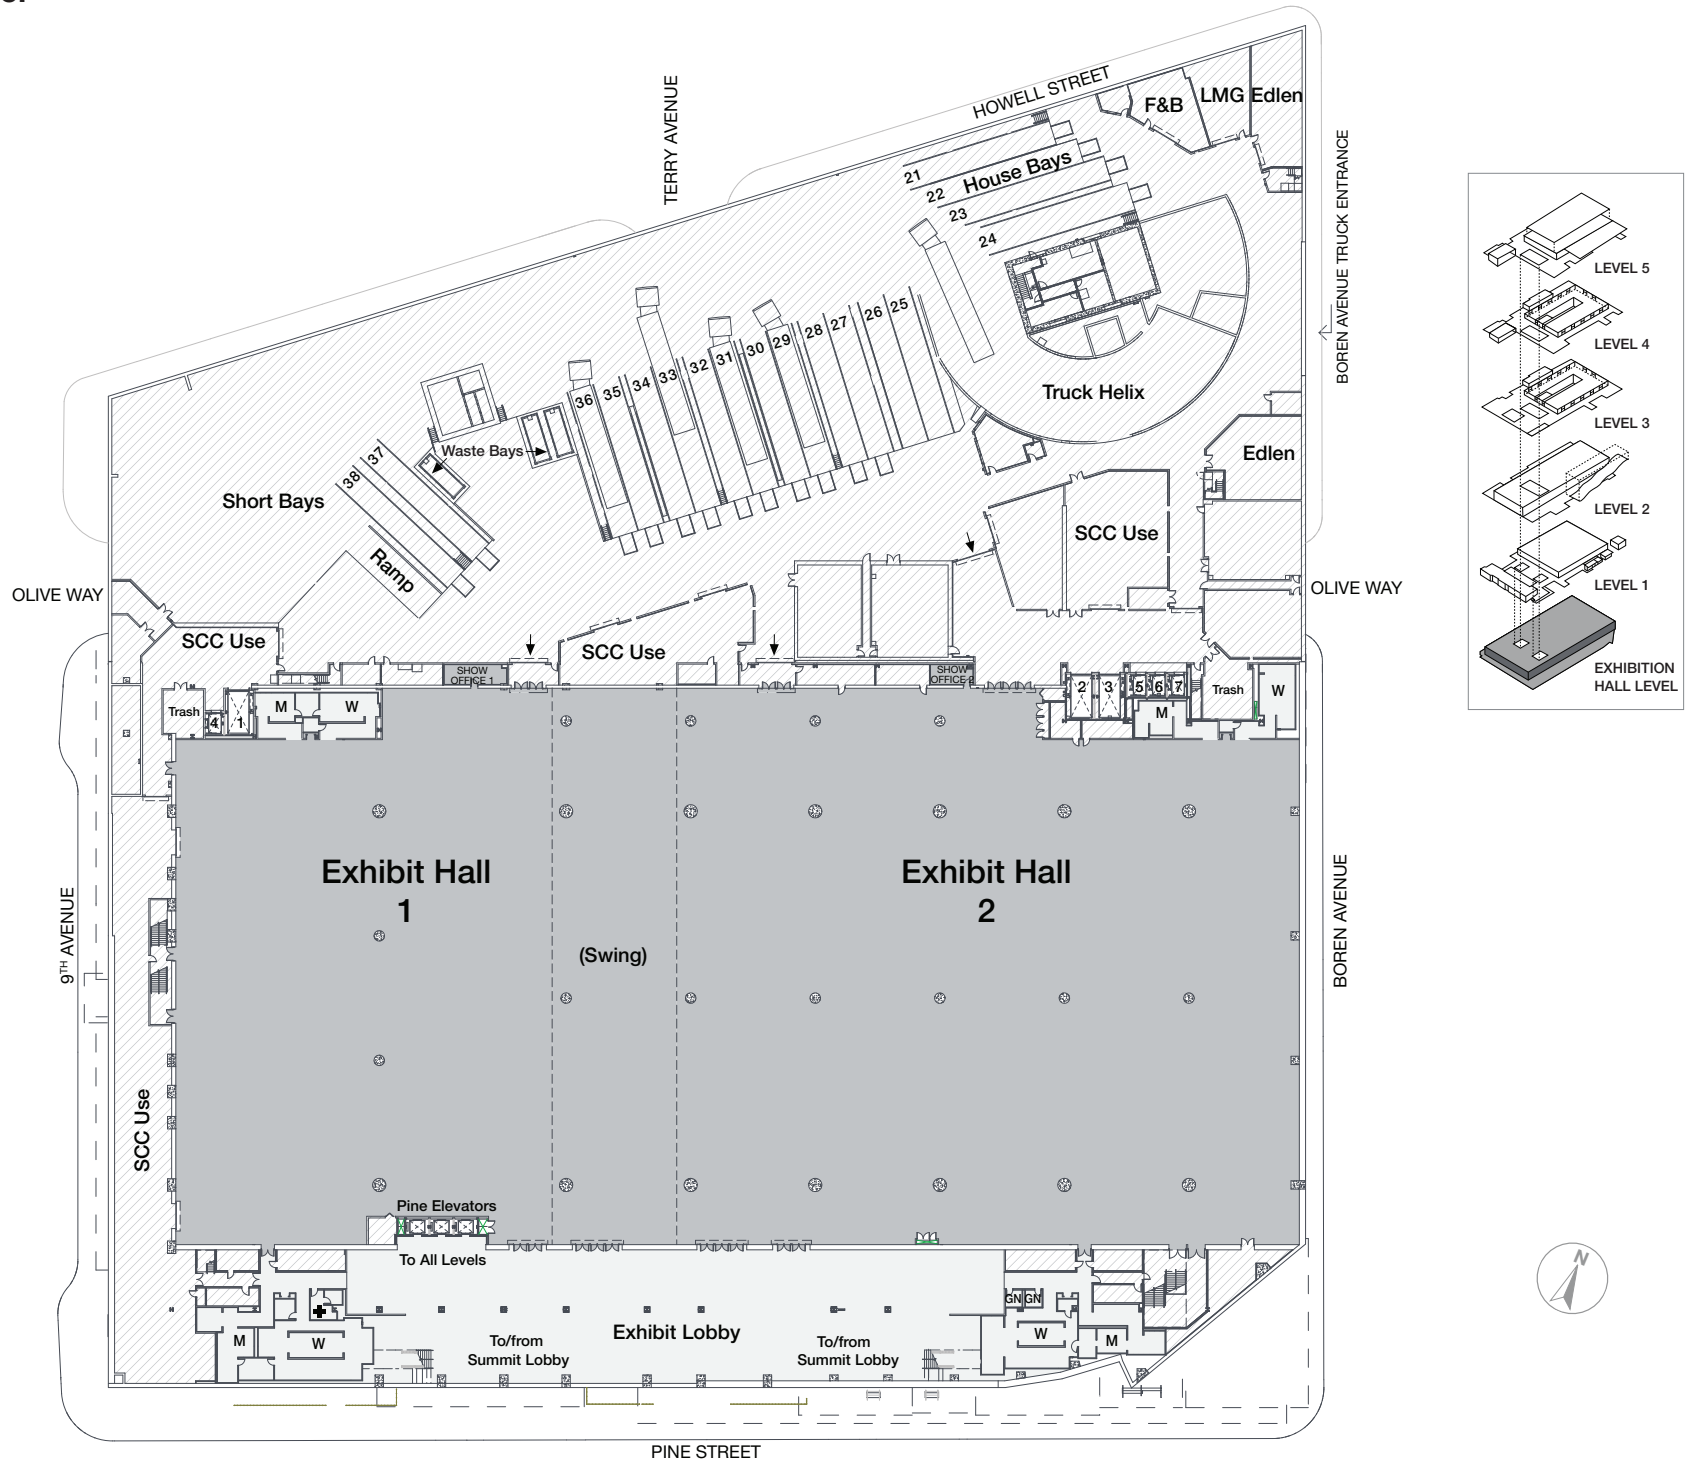 HOWELL STREET
F&B
LMG
Edlen
TERRY AVENUE
BOREN AVENUE TRUCK ENTRANCE
House Bays
21
22
23
24
25
26
27
28
29
30
31
32
33
34
35
36
37
38
Truck Helix
Waste Bays
Short Bays
Ramp
Edlen
SCC Use
OLIVE WAY
OLIVE WAY
SCC Use
SCC Use
SHOW
OFFICE 1
SHOW
OFFICE
Trash
4
1
M
W
2
3
5
6
7
M
Trash
W
Exhibit Hall
1
Exhibit Hall
2
(Swing)
9TH AVENUE
BOREN AVENUE
SCC Use
Pine Elevators
To All Levels
M
W
To/from
Summit Lobby
Exhibit Lobby
To/from
Summit Lobby
GN
GN
W
M
PINE STREET
LEVEL 5
LEVEL 4
LEVEL 3
LEVEL 2
LEVEL 1
EXHIBITION
HALL LEVEL
N